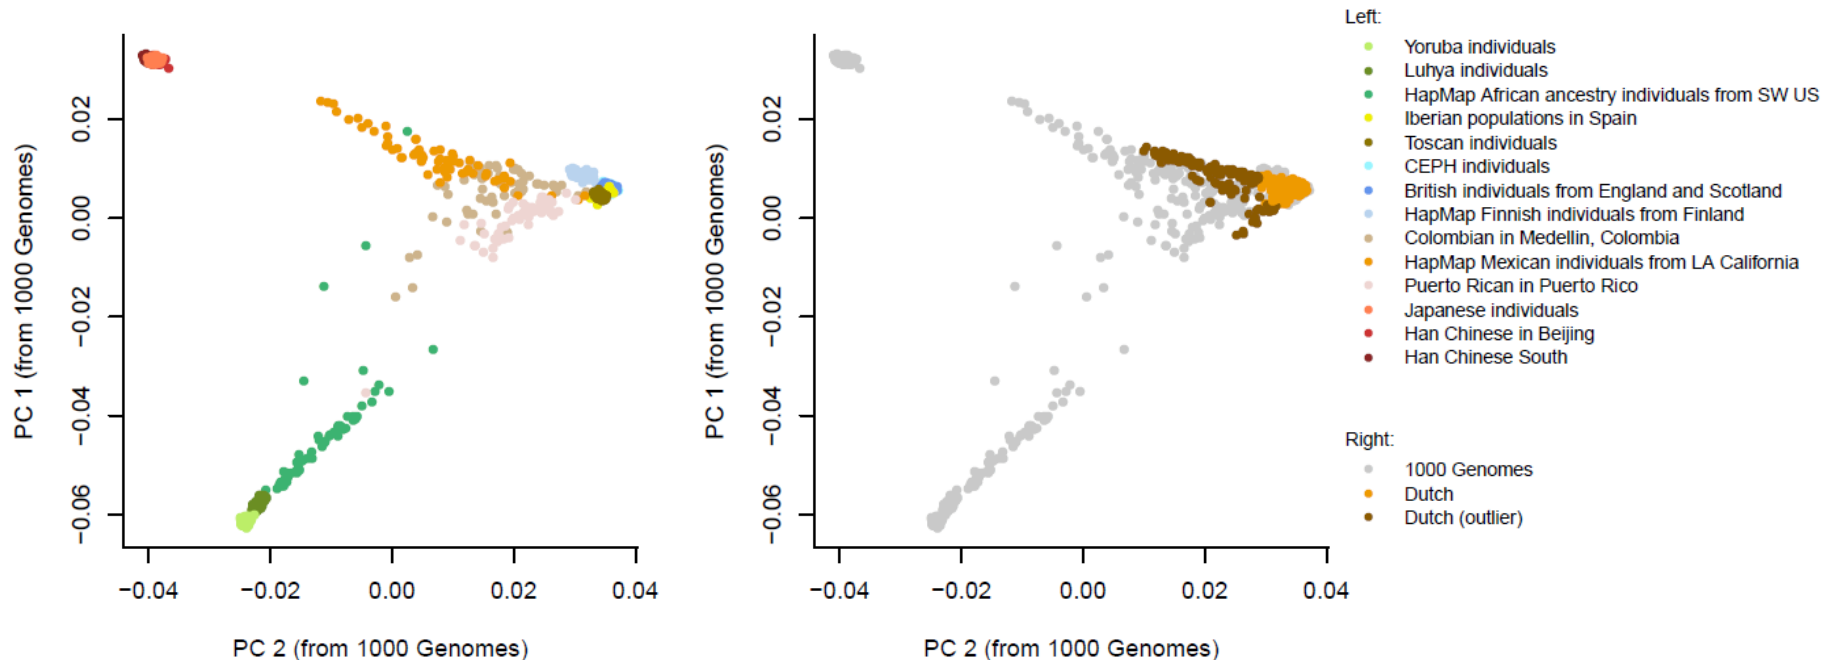 PC 1 (from 1000 Genomes)
0.02
0.00
−0.02
−0.04
−0.06
−0.04
−0.02
0.00
0.02
0.04
PC 2 (from 1000 Genomes)
PC 1 (from 1000 Genomes)
0.02
0.00
−0.02
−0.04
−0.06
−0.04
−0.02
0.00
0.02
0.04
PC 2 (from 1000 Genomes)
Left:
Yoruba individuals
Luhya individuals
HapMap African ancestry individuals from SW US
Iberian populations in Spain
Toscan individuals
CEPH individuals
British individuals from England and Scotland
HapMap Finnish individuals from Finland
Colombian in Medellin, Colombia
HapMap Mexican individuals from LA California
Puerto Rican in Puerto Rico
Japanese individuals
Han Chinese in Beijing
Han Chinese South
Right:
1000 Genomes
Dutch
Dutch (outlier)